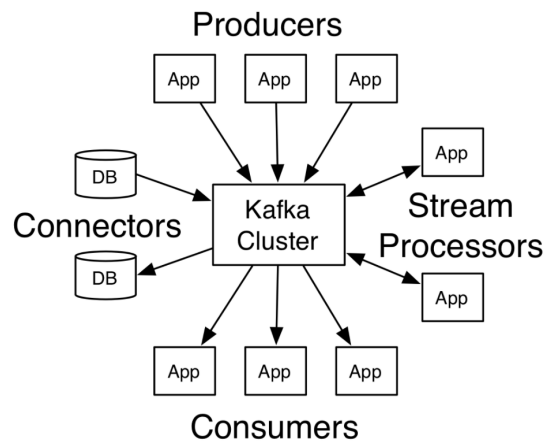 Producers
App
App
App
DB
App
Connectors
Kafka
Cluster
Stream
Processors
DB
App
App
App
App
Consumers